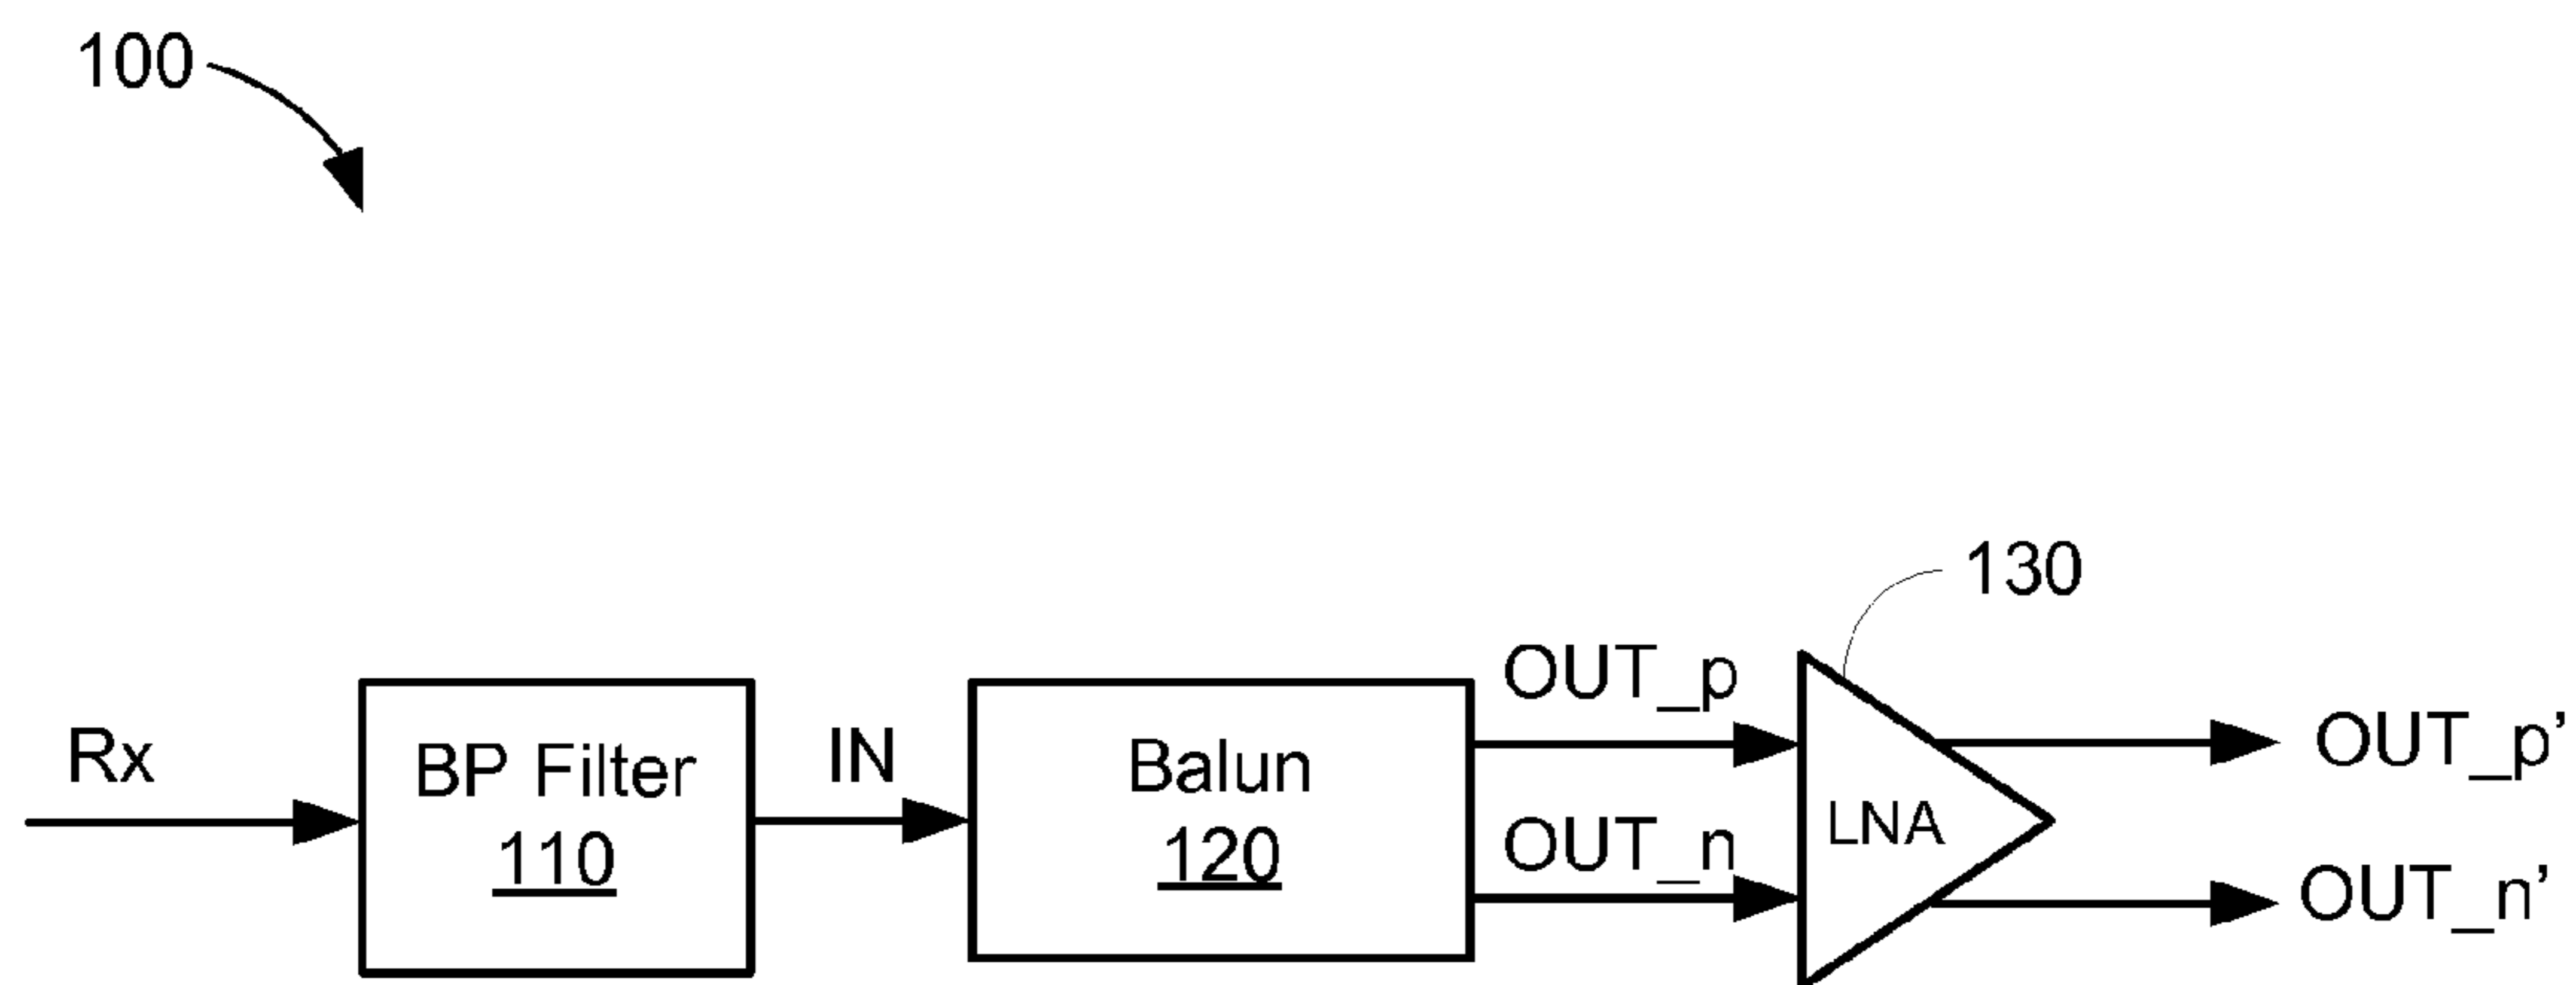 100
130
Rx
BP Filter
110
IN
Balun
120
OUT_p
OUT_n
LNA
OUT_p’
OUT_n’